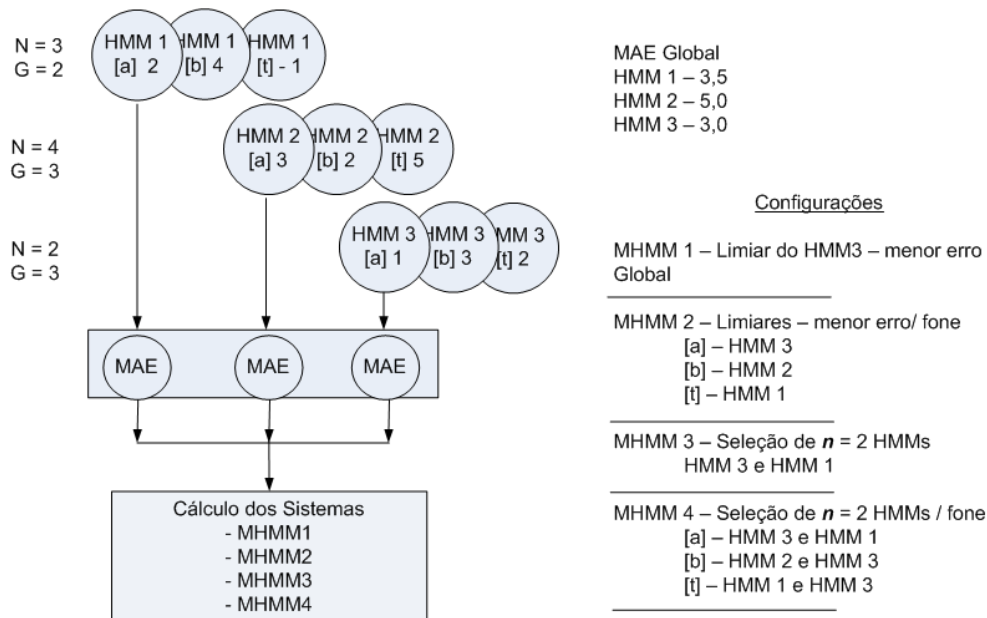 N = 3
G = 2
HMM 1
[a] 2
HMM 1
[b] 4
HMM 1
[t] - 1
N = 4
G = 3
HMM 2
[a] 3
HMM 2
[b] 2
HMM 2
[t] 5
N = 2
G = 3
HMM 3
[a] 1
HMM 3
[b] 3
MM 3
[t] 2
MAE
MAE
MAE
Cálculo dos Sistemas
- MHMM1
- MHMM2
- MHMM3
- MHMM4
MAE Global
HMM 1 – 3,5
HMM 2 – 5,0
HMM 3 – 3,0
Configurações
MHMM 1 – Limiar do HMM3 – menor erro
Global
MHMM 2 – Limiares – menor erro/ fone
[a] – HMM 3
[b] – HMM 2
[t] – HMM 1
MHMM 3 – Seleção de n = 2 HMMs
HMM 3 e HMM 1
MHMM 4 – Seleção de n = 2 HMMs / fone
[a] – HMM 3 e HMM 1
[b] – HMM 2 e HMM 3
[t] – HMM 1 e HMM 3